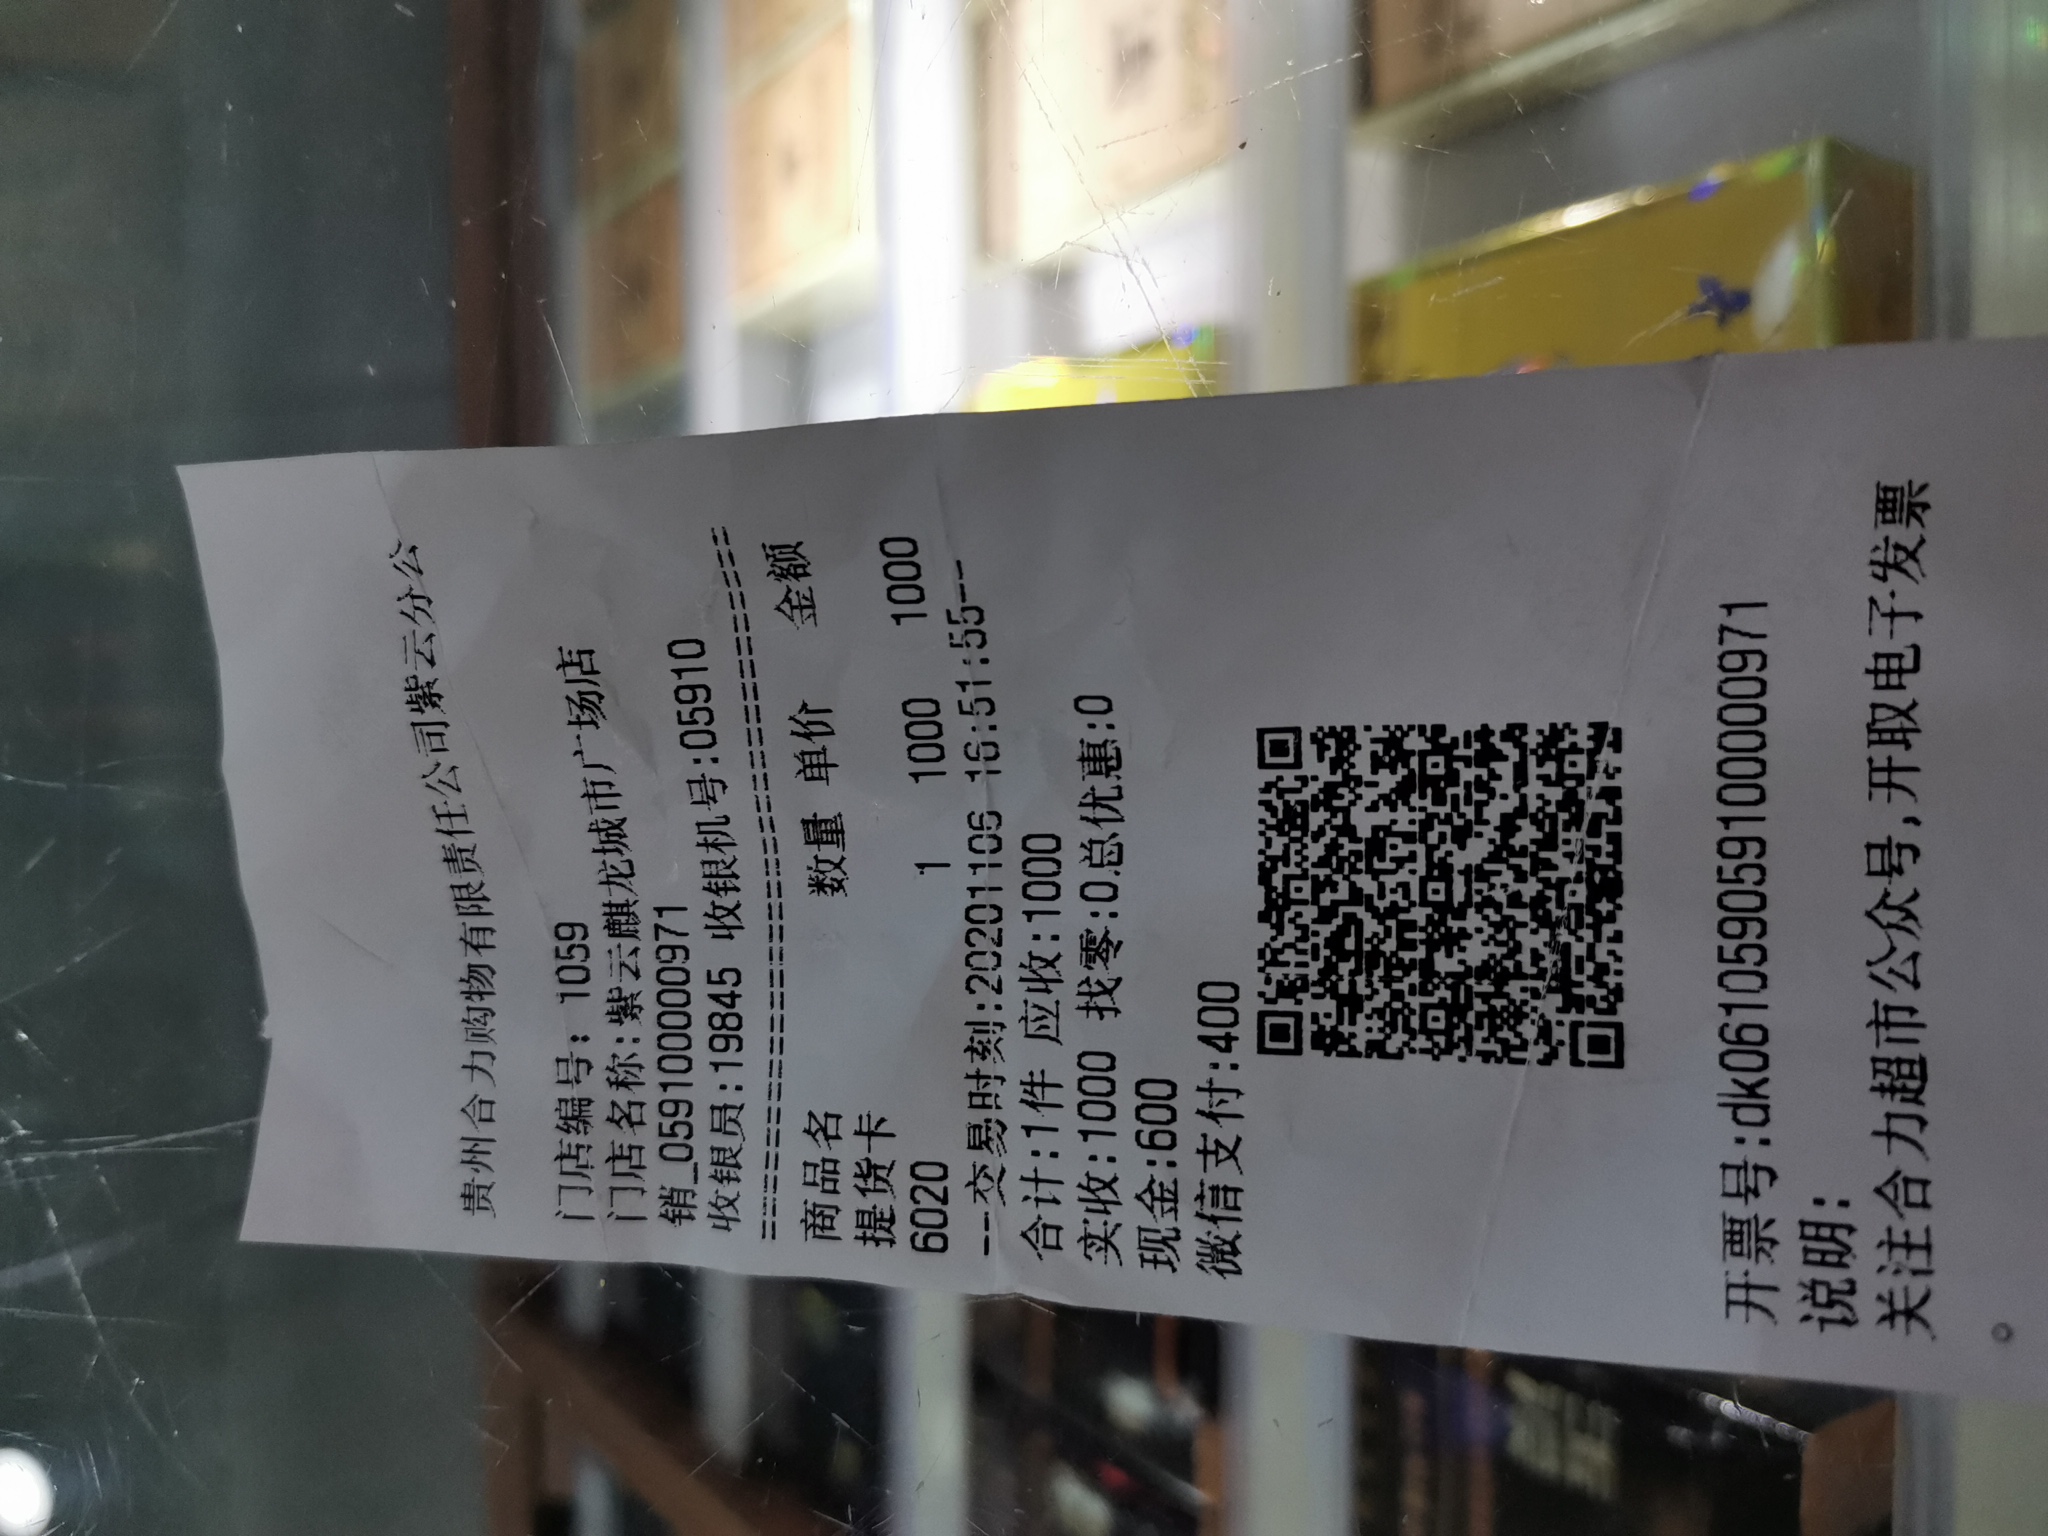 贵州合力购物有限责任公司紫云分公
门店编号: 1059
门店名称:紫云麒龙城市广场店
销_0591000000971
收银员:19845 收银机号:05910
================================
商品名 数量 单价 金额
提货卡
6020 1 1000 1000
--交易时刻:20201106 16:51:55--
合计:1件 应收:1000
实收:1000 找零:0总优惠:0
现金:600
微信支付:400
开票号:dk0610590591000000971
说明:
关注合力超市公众号,开取电子发票
。